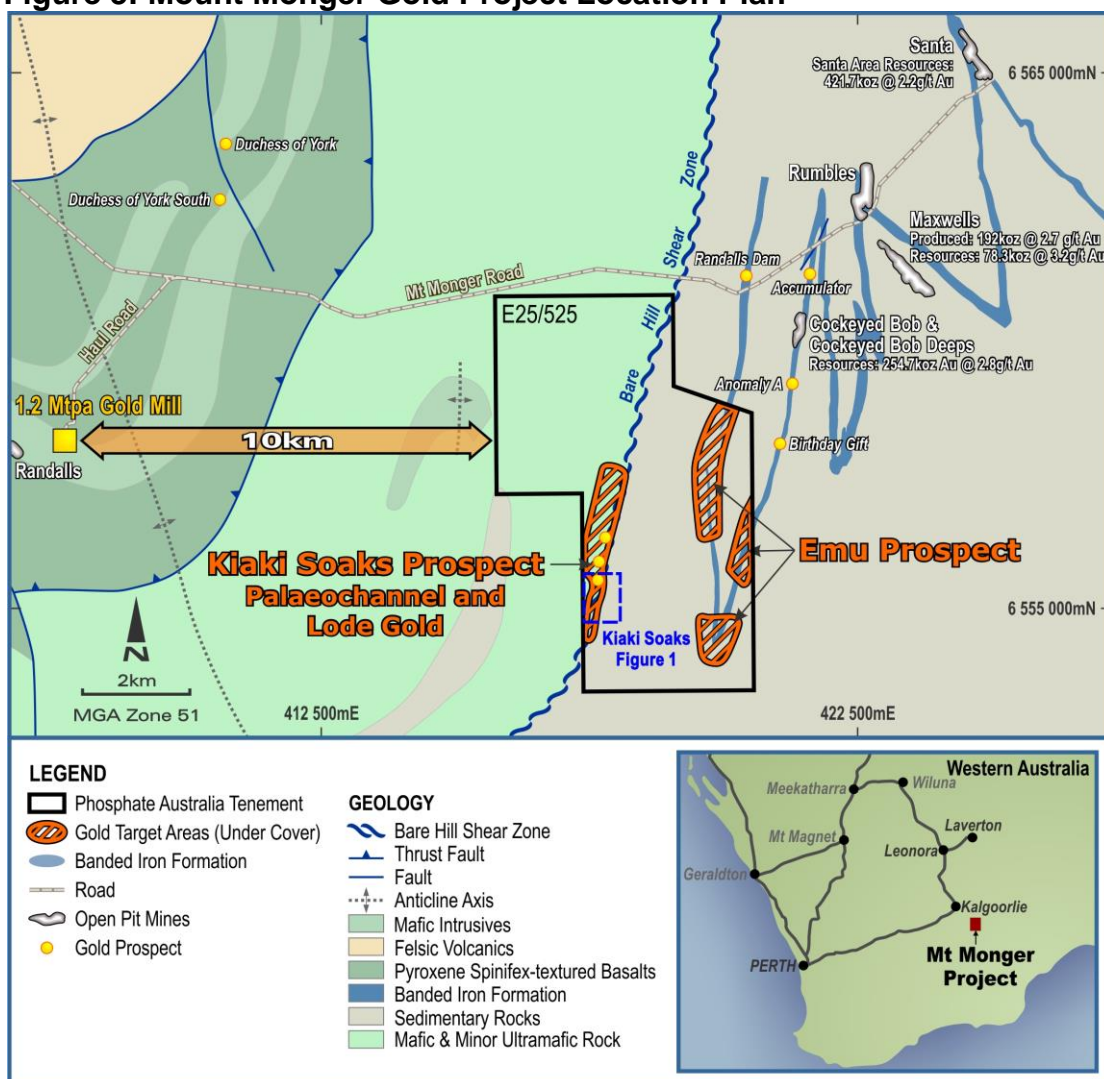 Figure 3: Mount Monger Gold Project Location Plan
Santa
Santa Area Resources:
421.7koz @ 2.2g/t Au
6 565 000mN
Duchess of York
Duchess of York South
Bare Hill Shear Zone
Rumbles
Maxwells
Produced: 192koz @ 2.7 g/t Au
Resources: 78.3koz @ 3.2g/t Au
Randalls Dam
Mt Monger Road
Accumulator
Haul Road
E25/525
Cockeyed Bob &
Cockeyed Bob Deeps
Resources: 254.7koz Au @ 2.8g/t Au
Anomaly A
1.2 Mtpa Gold Mill
10km
Birthday Gift
Randalls
Kiaki Soaks Prospect
Palaeochannel and
Lode Gold
Emu Prospect
6 555 000mN
Kiaki Soaks
Figure 1
N
2km
MGA Zone 51
412 500mE
422 500mE
LEGEND
Phosphate Australia Tenement
Gold Target Areas (Under Cover)
Banded Iron Formation
Road
Open Pit Mines
Gold Prospect
GEOLOGY
Bare Hill Shear Zone
Thrust Fault
Fault
Anticline Axis
Mafic Intrusives
Felsic Volcanics
Pyroxene Spinifex-textured Basalts
Banded Iron Formation
Sedimentary Rocks
Mafic & Minor Ultramafic Rock
Western Australia
Meekatharra
Wiluna
Mt Magnet
Laverton
Leonora
Geraldton
Kalgoorlie
PERTH
Mt Monger
Project